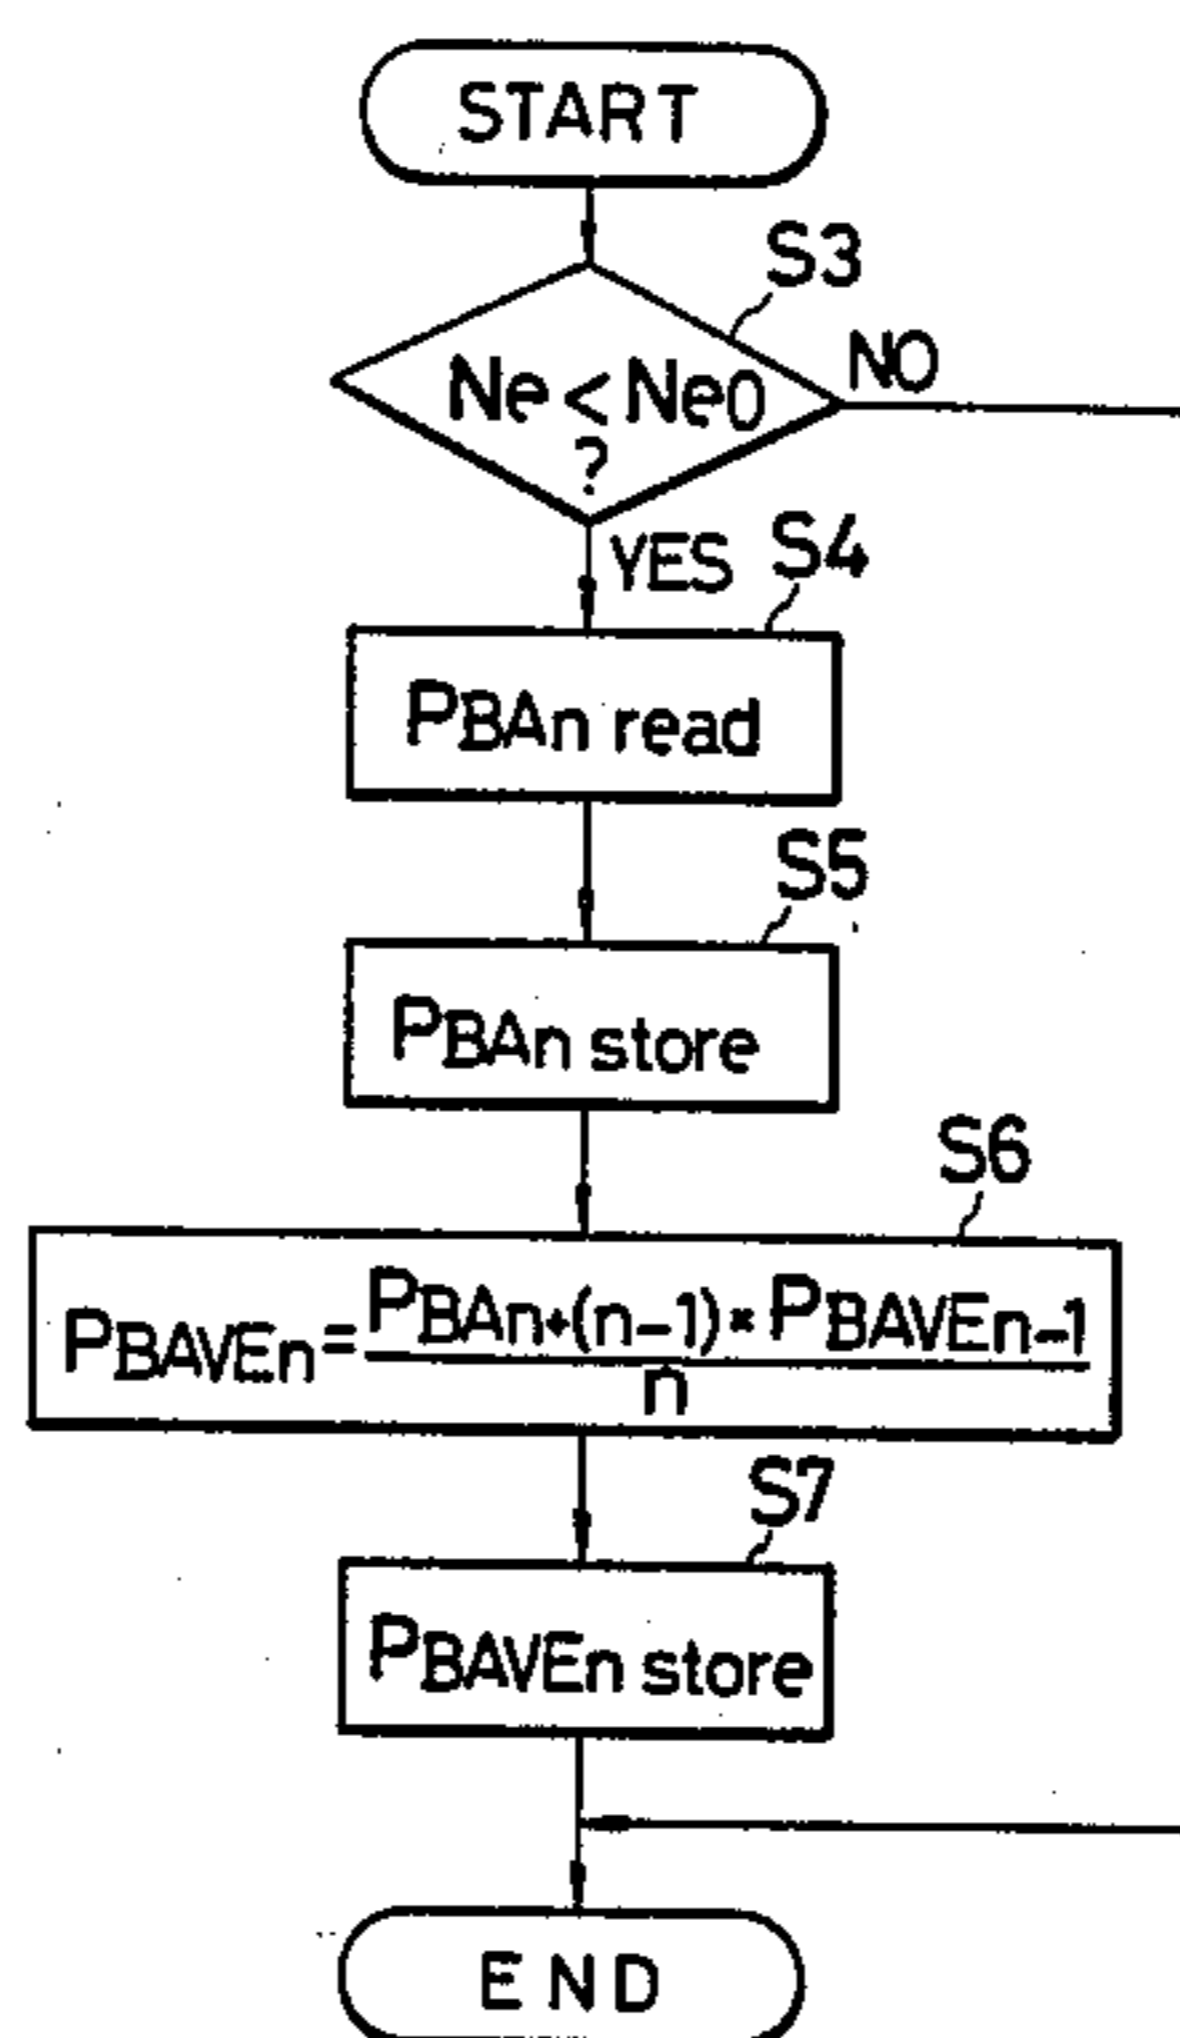 START
S3
Ne < Ne0
?
NO
YES
S4
PBAn read
S5
PBAn store
S6
PBAVEn = PBAn+(n-1)×PBAVEn-1
n
S7
PBAVEn store
END